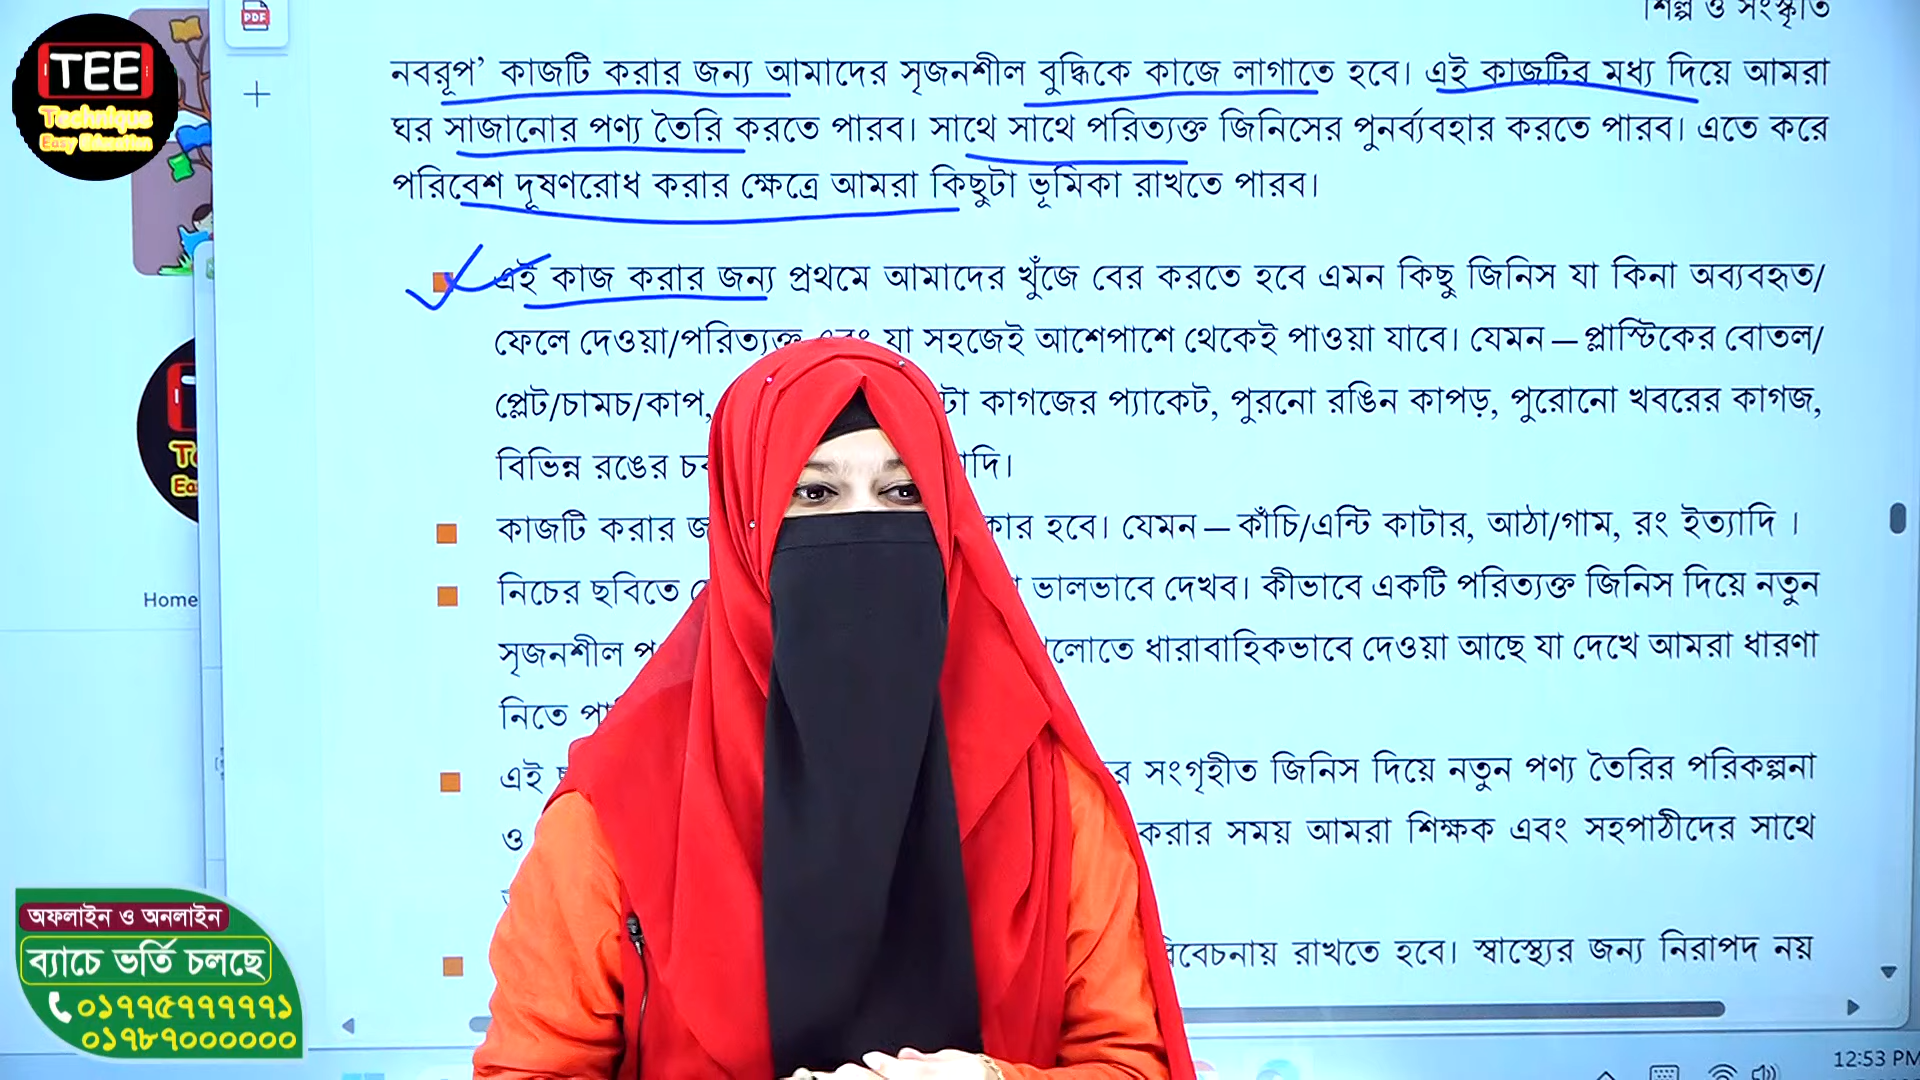 শিল্প ও সংস্কৃতি
PDF
TEE
Technique
Easy Education
নবরূপ’ কাজটি করার জন্য আমাদের সৃজনশীল বুদ্ধিকে কাজে লাগাতে হবে। এই কাজটির মধ্য দিয়ে আমরা
ঘর সাজানোর পণ্য তৈরি করতে পারব। সাথে সাথে পরিত্যক্ত জিনিসের পুনর্ব্যবহার করতে পারব। এতে করে
পরিবেশ দূষণরোধ করার ক্ষেত্রে আমরা কিছুটা ভূমিকা রাখতে পারব।
এই কাজ করার জন্য প্রথমে আমাদের খুঁজে বের করতে হবে এমন কিছু জিনিস যা কিনা অব্যবহৃত/
ফেলে দেওয়া/পরিত্যক্ত এবং যা সহজেই আশেপাশে থেকেই পাওয়া যাবে। যেমন — প্লাস্টিকের বোতল/
প্লেট/চামচ/কাপ, কাগজের প্যাকেট, পুরনো রঙিন কাপড়, পুরোনো খবরের কাগজ,
বিভিন্ন রঙের
কাজটি করার হবে। যেমন — কাঁচি/এন্টি কাটার, আঠা/গাম, রং ইত্যাদি ।
নিচের ছবিতে ভালভাবে দেখব। কীভাবে একটি পরিত্যক্ত জিনিস দিয়ে নতুন
সৃজনশীল ধারাবাহিকভাবে দেওয়া আছে যা দেখে আমরা ধারণা
নিতে
এই সংগৃহীত জিনিস দিয়ে নতুন পণ্য তৈরির পরিকল্পনা
ও করার সময় আমরা শিক্ষক এবং সহপাঠীদের সাথে
রাখতে হবে। স্বাস্থ্যের জন্য নিরাপদ নয়
Home
অফলাইন ও অনলাইন
ব্যাচে ভর্তি চলছে
০১৭৭৫৭৭৭৭৭১
০১৭৮৭০০০০০০
12:53 PM